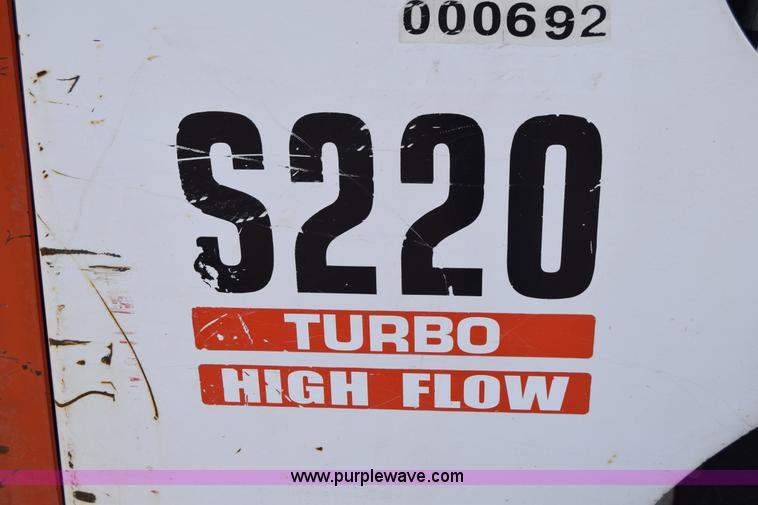 000692
S220
TURBO
HIGH FLOW
www.purplewave.com